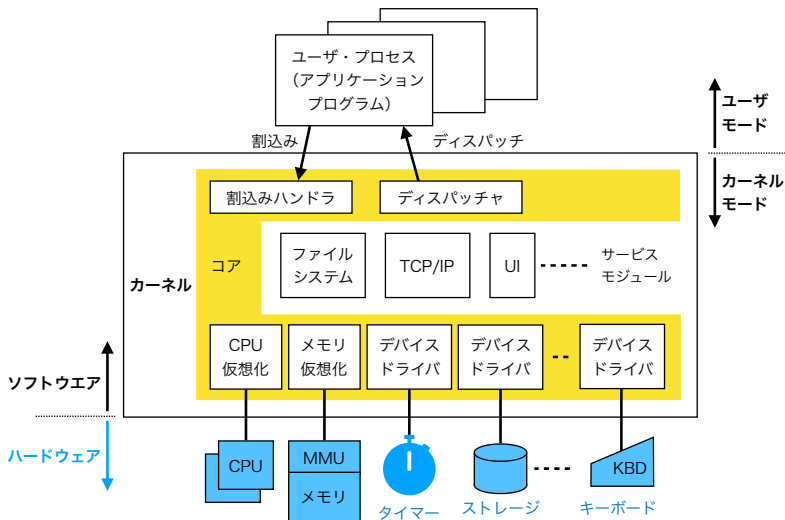 ユーザ・プロセス
(アプリケーション
プログラム)
ユーザ
モード
割込み
ディスパッチ
カーネル
モード
割込みハンドラ
ディスパッチャ
コア
ファイル
システム
TCP/IP
UI
サービス
モジュール
カーネル
CPU
仮想化
メモリ
仮想化
デバイス
ドライバ
デバイス
ドライバ
デバイス
ドライバ
ソフトウエア
ハードウェア
CPU
MMU
メモリ
タイマー
ストレージ
KBD
キーボード